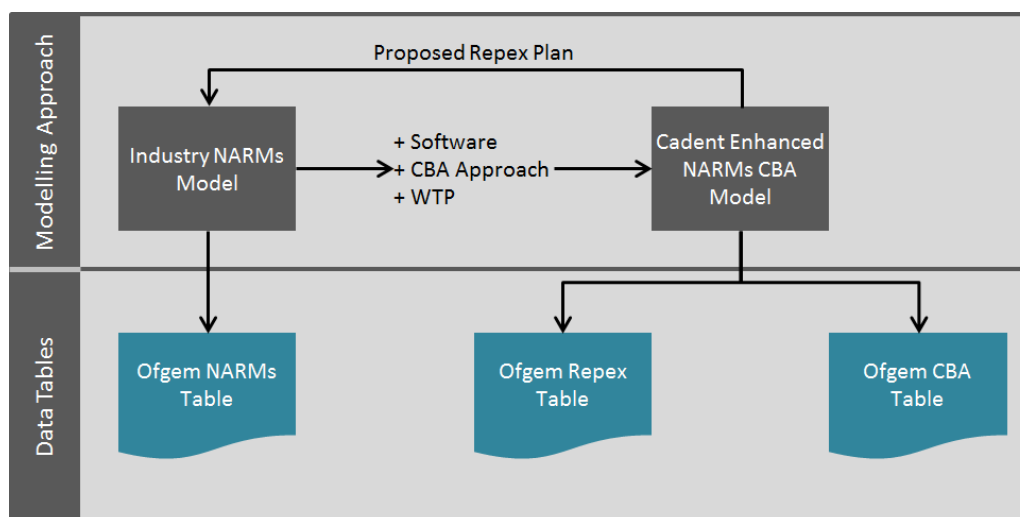 Modelling Approach
Proposed Repex Plan
Industry NARMs
Model
+ Software
+ CBA Approach
+ WTP
Cadent Enhanced
NARMs CBA
Model
Data Tables
Ofgem NARMs
Table
Ofgem Repex
Table
Ofgem CBA
Table